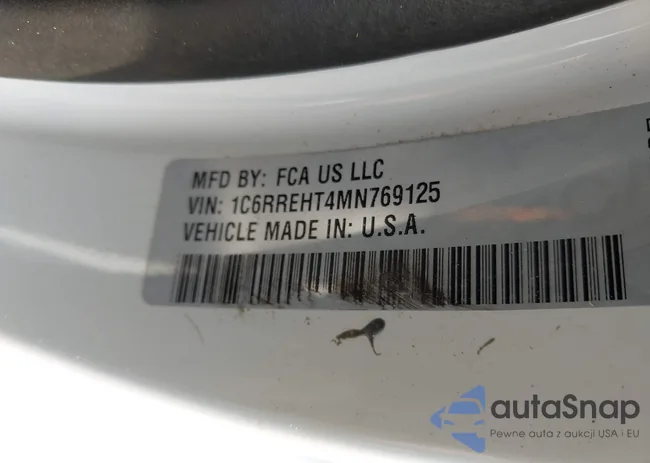 MFD BY: FCA US LLC
VIN: 1C6RREHT4MN769125
VEHICLE MADE IN: U.S.A.
autaSnap
Pewne auta z aukcji USA i EU